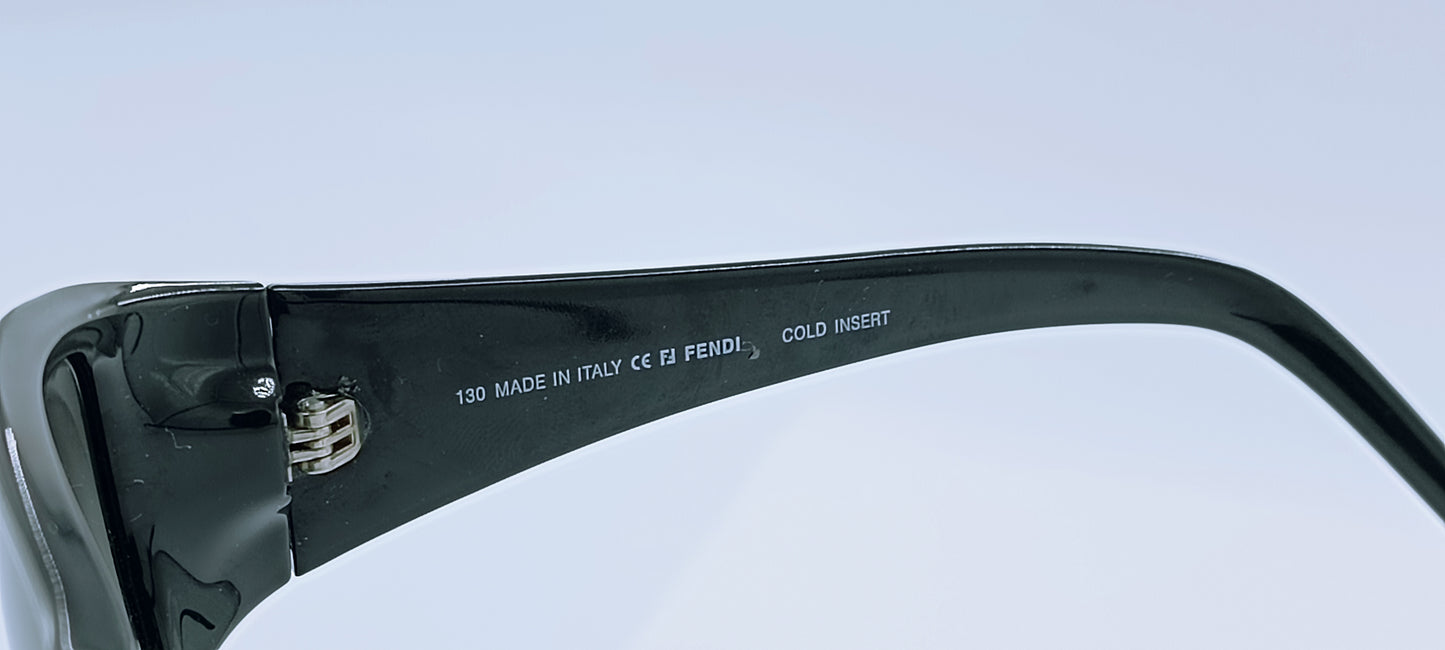 130 MADE IN ITALY CE FF FENDI COLD INSERT